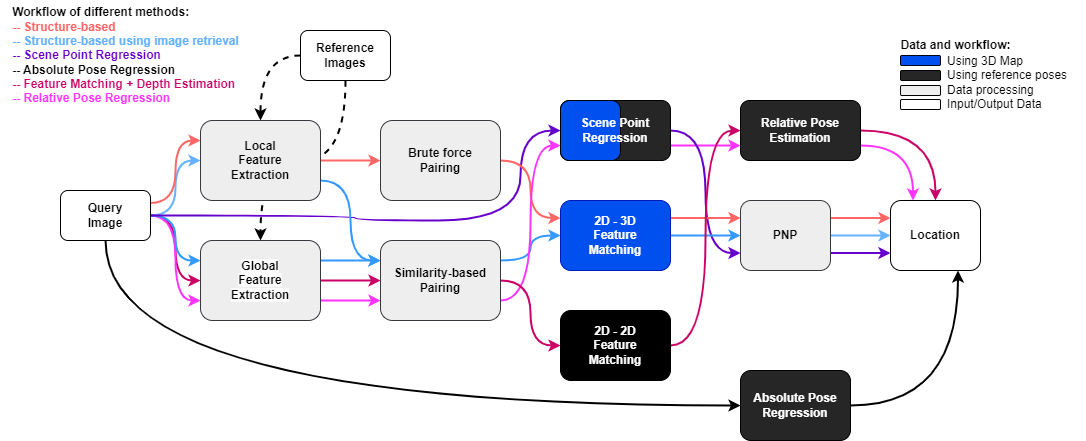 Workflow of different methods:
-- Structure-based
-- Structure-based using image retrieval
-- Scene Point Regression
-- Absolute Pose Regression
-- Feature Matching + Depth Estimation
-- Relative Pose Regression
Reference
Images
Data and workflow:
Using 3D Map
Using reference poses
Data processing
Input/Output Data
Local
Feature
Extraction
Brute force
Pairing
Scene Point
Regression
Relative Pose
Estimation
Query
Image
2D - 3D
Feature
Matching
PNP
Location
Global
Feature
Extraction
Similarity-based
Pairing
2D - 2D
Feature
Matching
Absolute Pose
Regression